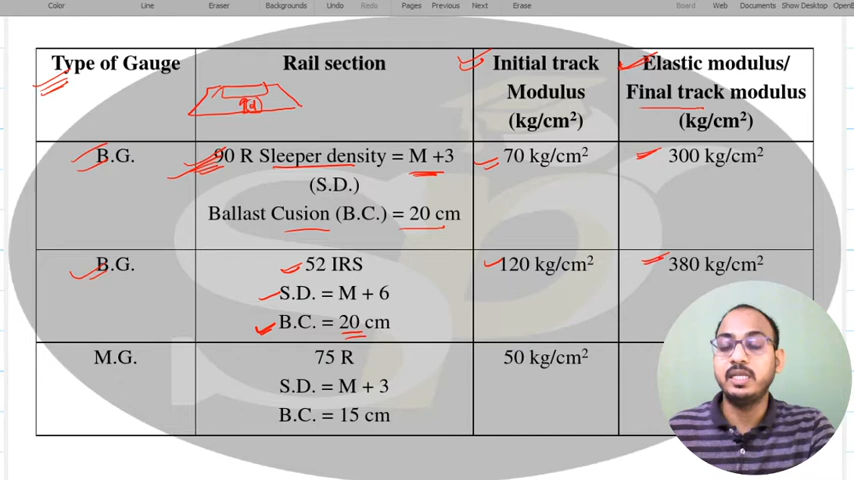 Color Line Eraser Backgrounds Undo Redo Pages Previous Next Erase Board Web Documents Show Desktop OpenB
Type of Gauge
Rail section
Initial track
Modulus
(kg/cm²)
Elastic modulus/
Final track modulus
(kg/cm²)
B.G.
90 R Sleeper density = M +3
(S.D.)
Ballast Cusion (B.C.) = 20 cm
70 kg/cm²
300 kg/cm²
B.G.
52 IRS
S.D. = M + 6
B.C. = 20 cm
120 kg/cm²
380 kg/cm²
M.G.
75 R
S.D. = M + 3
B.C. = 15 cm
50 kg/cm²